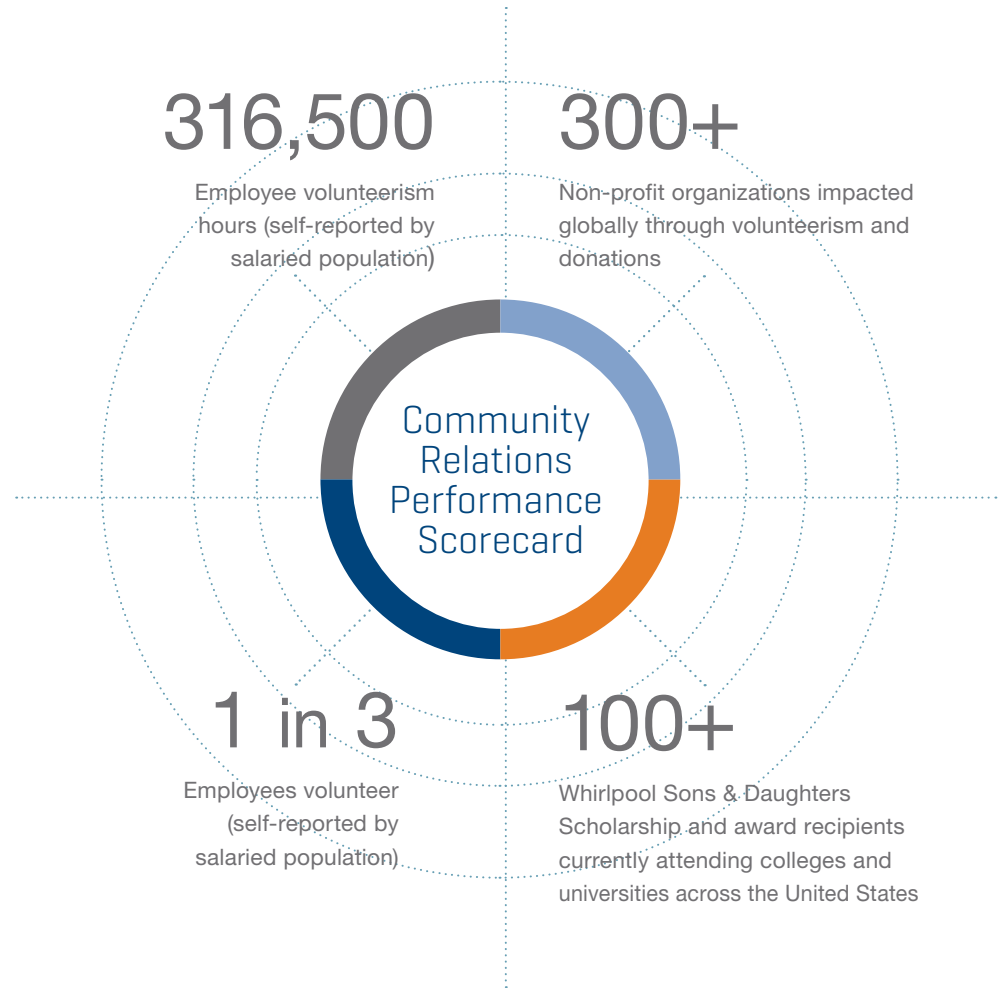 316,500
Employee volunteerism
hours (self-reported by
salaried population)
300+
Non-profit organizations impacted
globally through volunteerism and
donations
Community
Relations
Performance
Scorecard
1 in 3
Employees volunteer
(self-reported by
salaried population)
100+
Whirlpool Sons & Daughters
Scholarship and award recipients
currently attending colleges and
universities across the United States